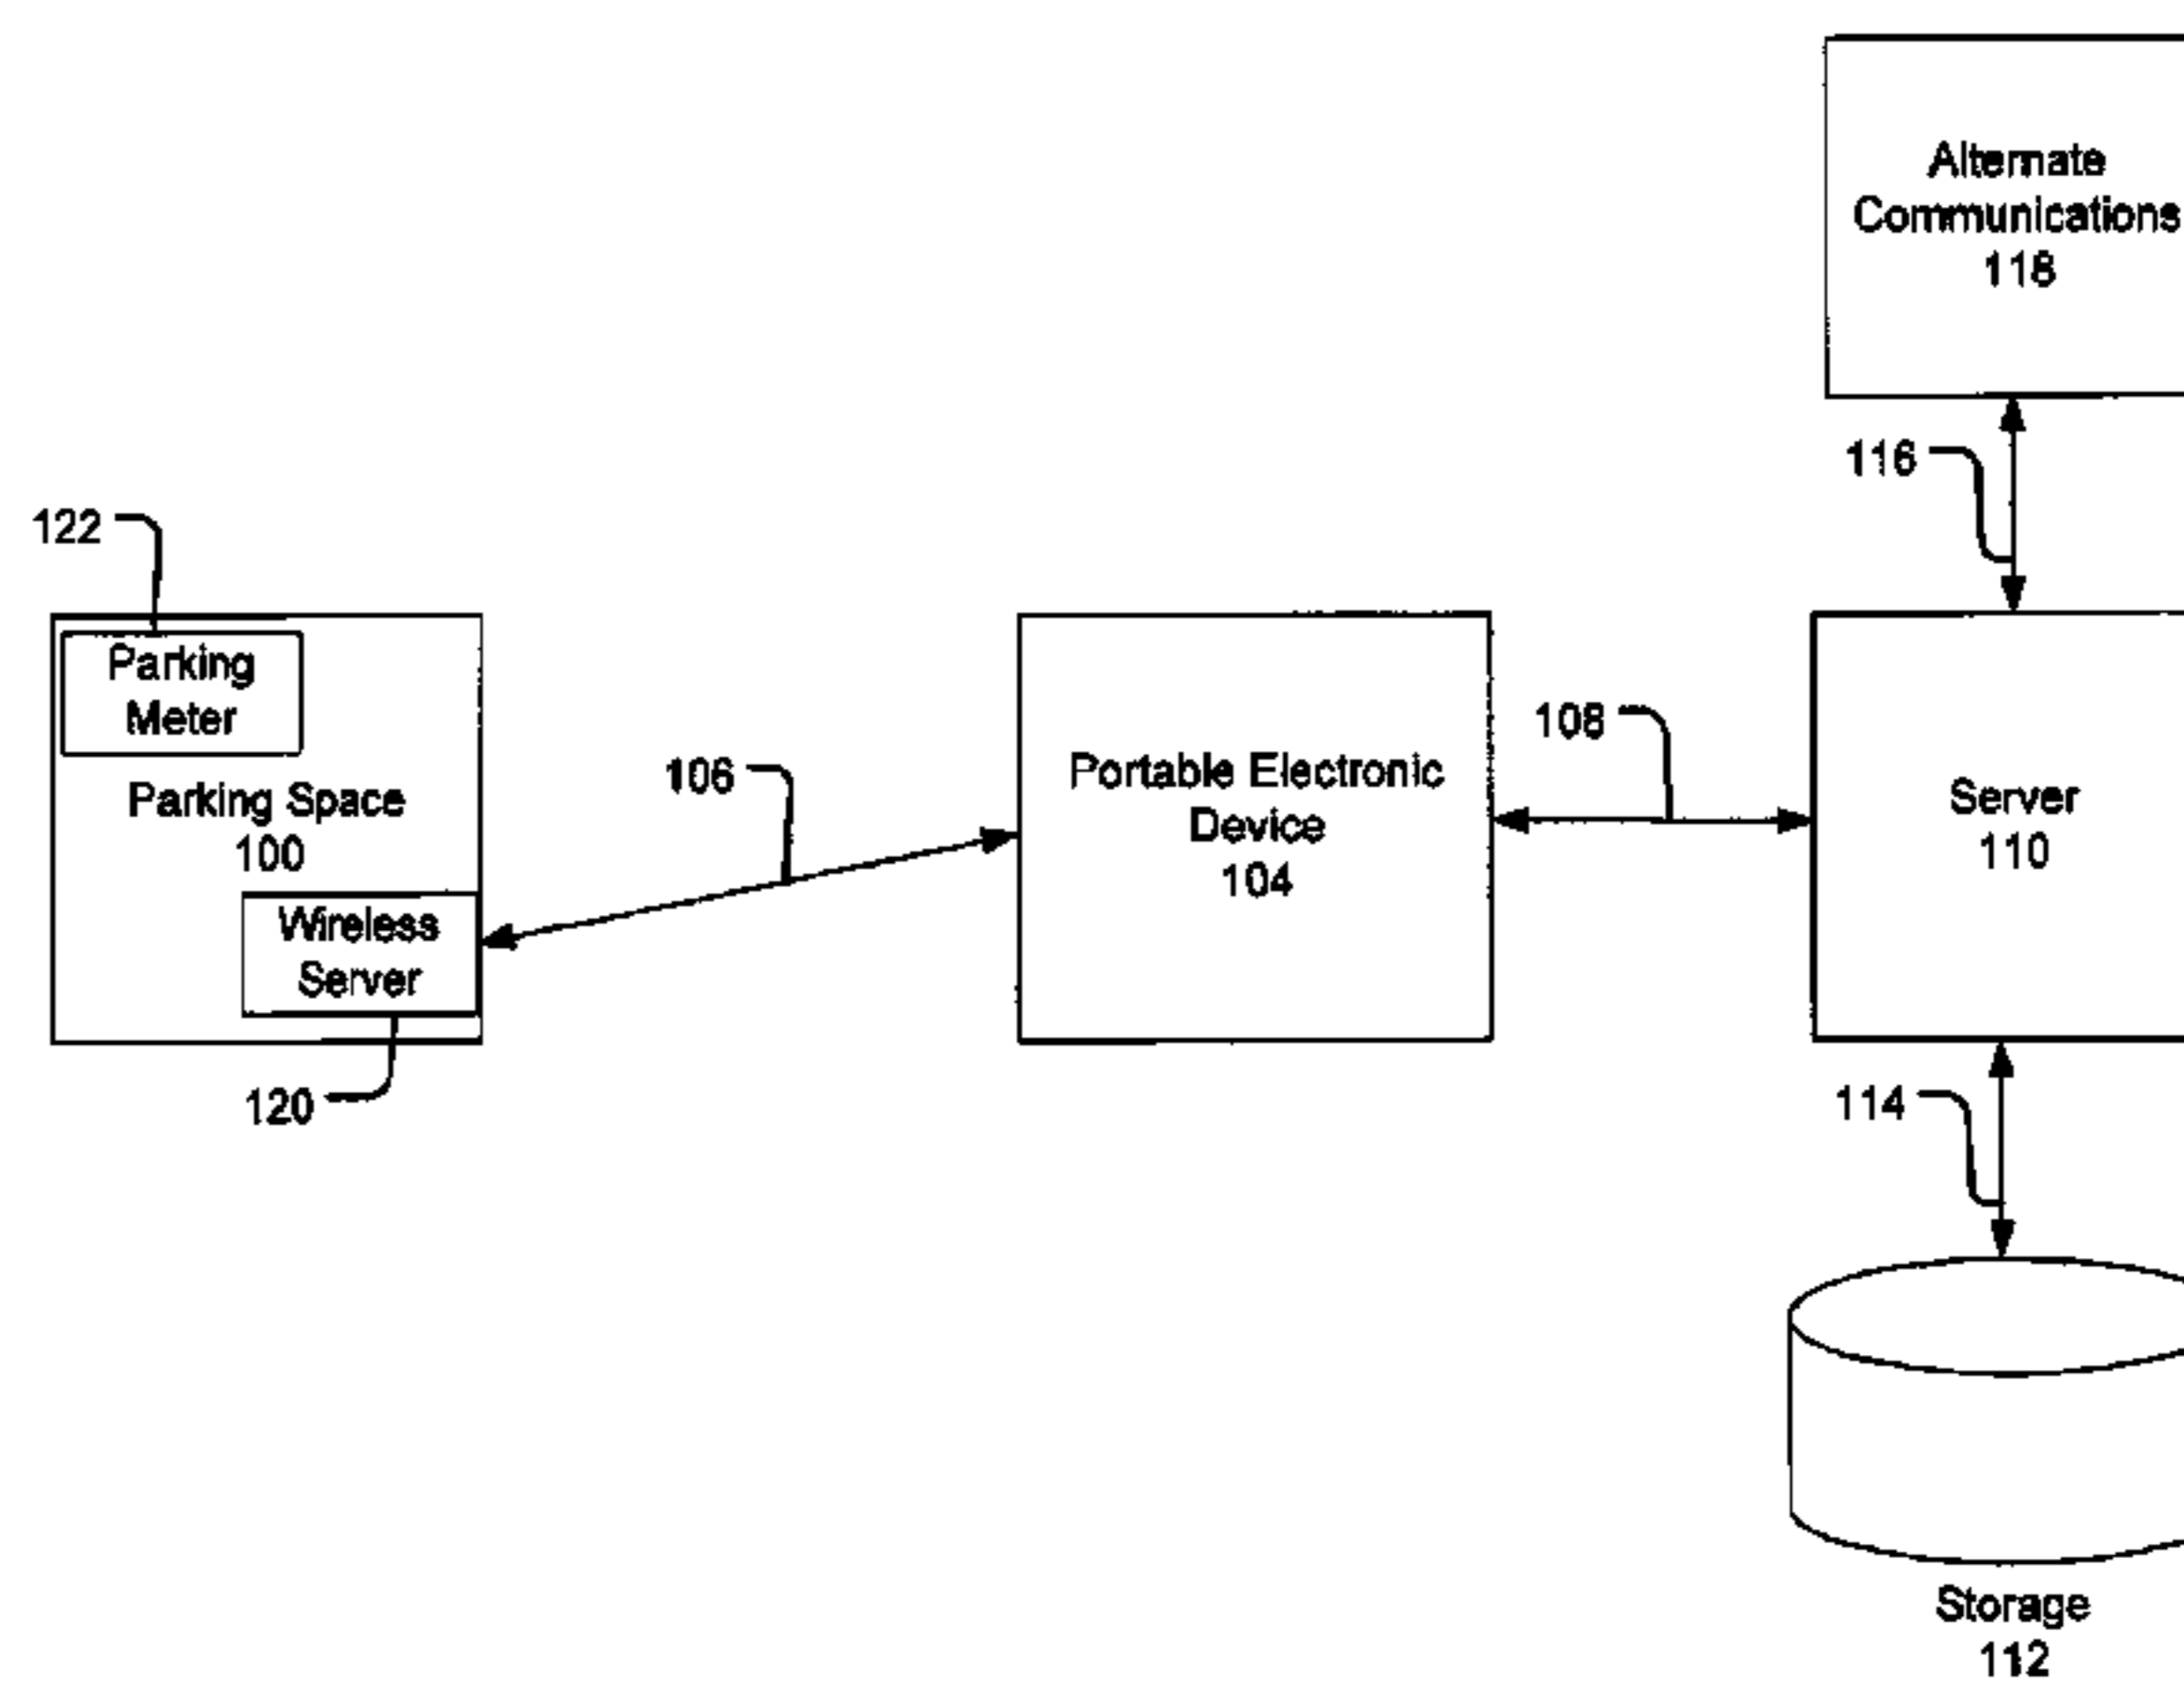 Alternate
Communications
118
116
122
Parking
Meter
Parking Space
100
Wireless
Server
120
106
Portable Electronic
Device
104
108
Server
110
114
Storage
112